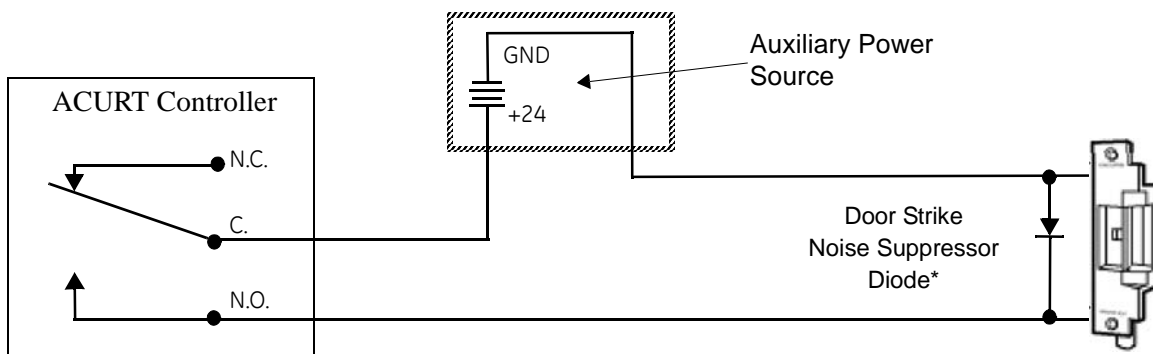 GND
Auxiliary Power
Source
ACURT Controller
+24
N.C.
C.
Door Strike
Noise Suppressor
Diode*
N.O.